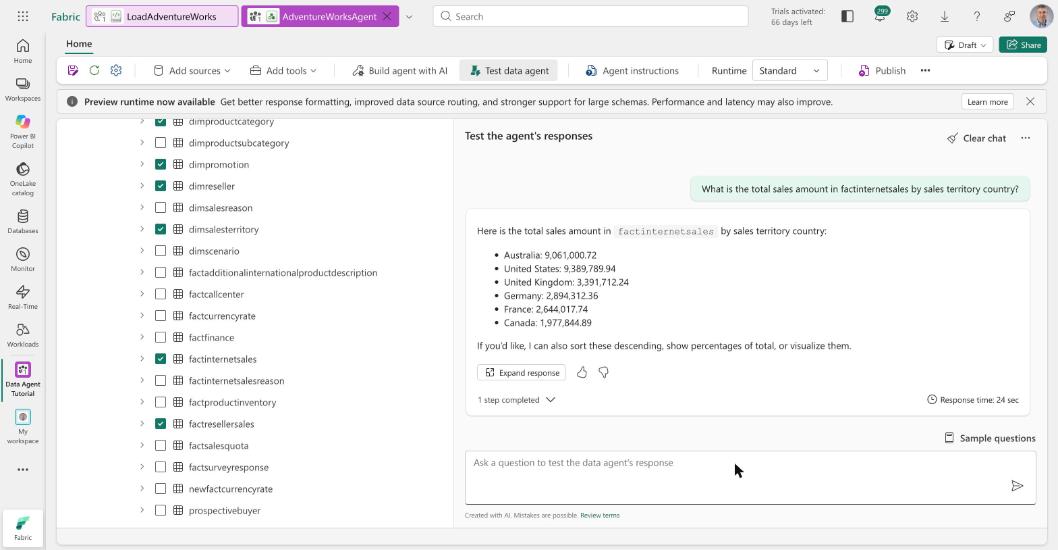 Fabric
LoadAdventureWorks
AdventureWorksAgent
Search
Trials activated:
66 days left
299
Home
Draft
Share
Add sources
Add tools
Build agent with AI
Test data agent
Agent instructions
Runtime
Standard
Publish
Preview runtime now available Get better response formatting, improved data source routing, and stronger support for large schemas. Performance and latency may also improve.
Learn more
Home
Workspaces
Power BI
Copilot
OneLake
catalog
Databases
Monitor
Real-Time
Workloads
Data Agent
Tutorial
My
workspace
Fabric
dimproductcategory
dimproductsubcategory
dimpromotion
dimreseller
dimsalesreason
dimsalesterritory
dimscenario
factadditionalinternationalproductdescription
factcallcenter
factcurrencyrate
factfinance
factinternetsales
factinternetsalesreason
factproductinventory
factresellersales
factsalesquota
factsurveyresponse
newfactcurrencyrate
prospectivebuyer
Test the agent's responses
Clear chat
What is the total sales amount in factinternetsales by sales territory country?
Here is the total sales amount in factinternetsales by sales territory country:
• Australia: 9,061,000.72
• United States: 9,389,789.94
• United Kingdom: 3,391,712.24
• Germany: 2,894,312.36
• France: 2,644,017.74
• Canada: 1,977,844.89
If you'd like, I can also sort these descending, show percentages of total, or visualize them.
Expand response
1 step completed
Response time: 24 sec
Sample questions
Ask a question to test the data agent's response
Created with AI. Mistakes are possible. Review terms